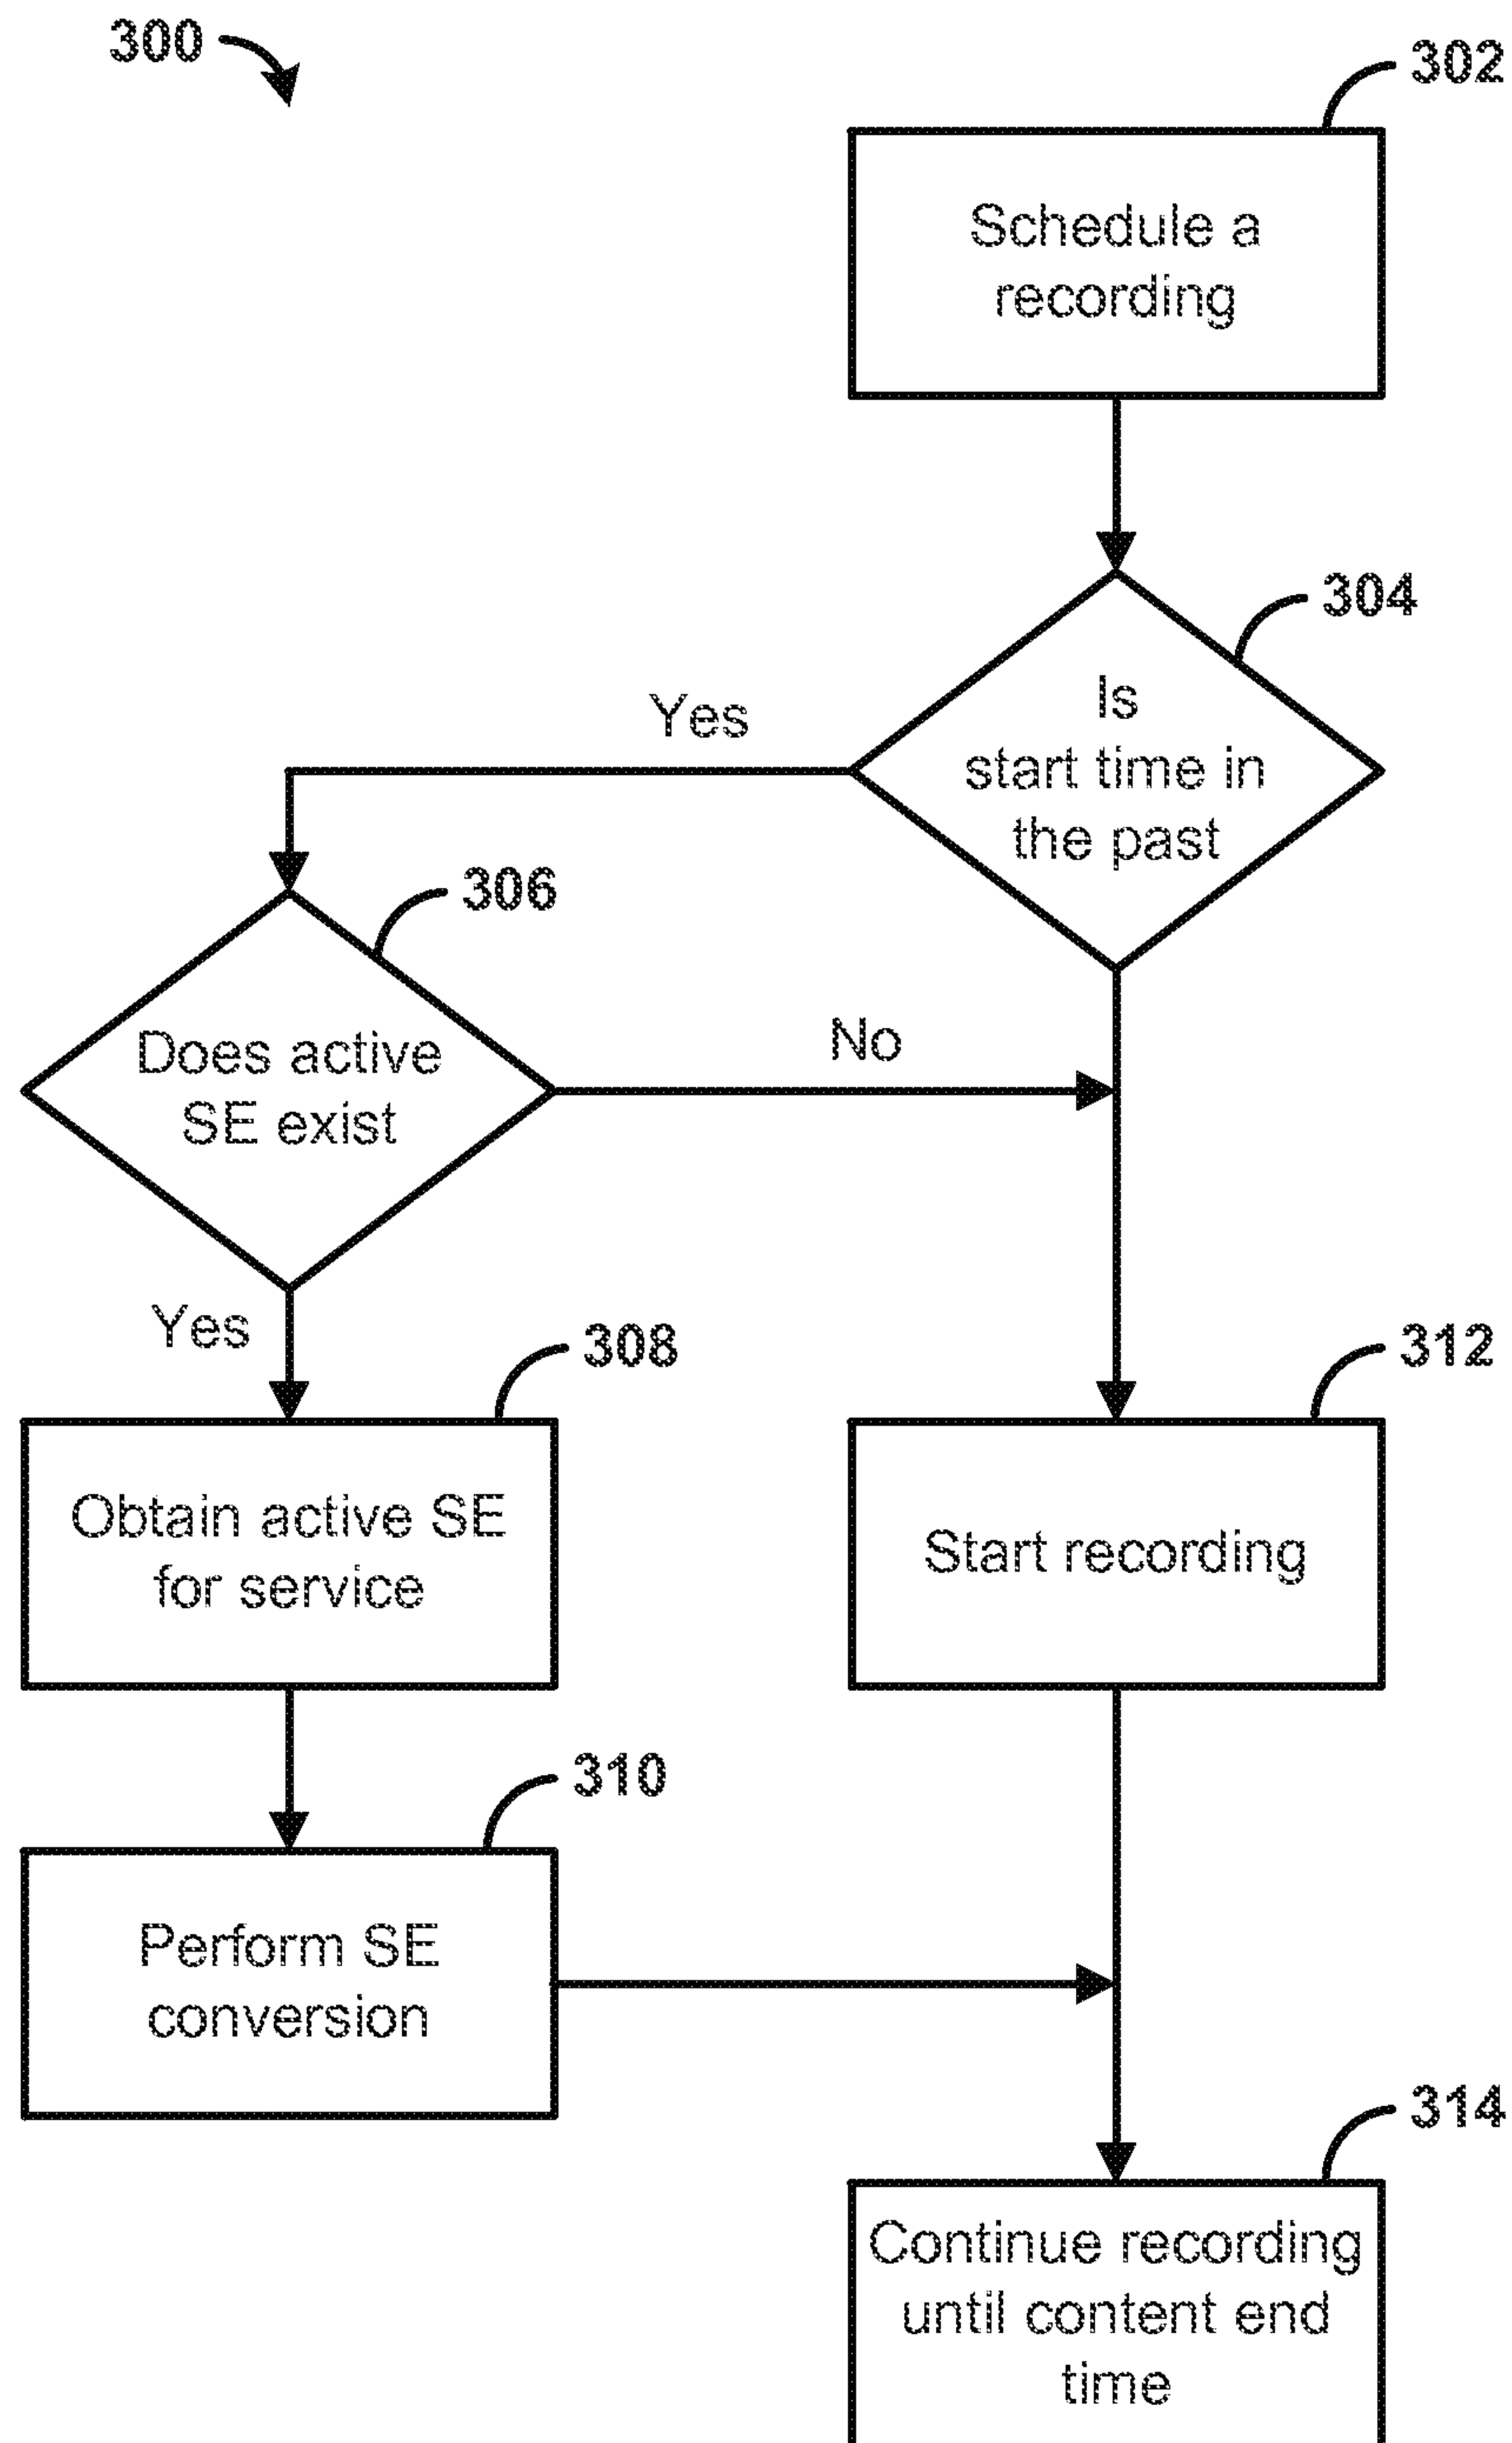 300
302
Schedule a
recording
304
Is
start time in
the past
Yes
306
Does active
SE exist
No
Yes
308
Obtain active SE
for service
312
Start recording
310
Perform SE
conversion
314
Continue recording
until content end
time